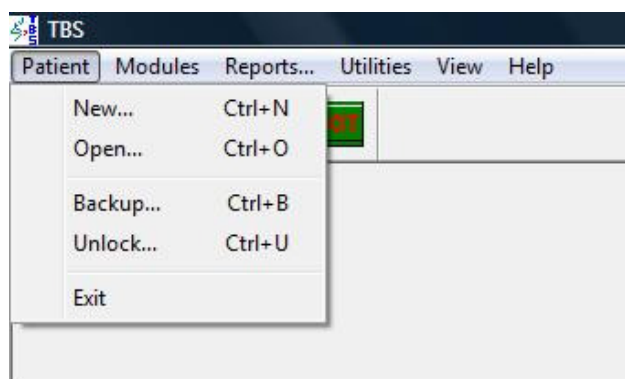 TBS
Patient Modules Reports... Utilities View Help
New... Ctrl+N
Open... Ctrl+O
Backup... Ctrl+B
Unlock... Ctrl+U
Exit